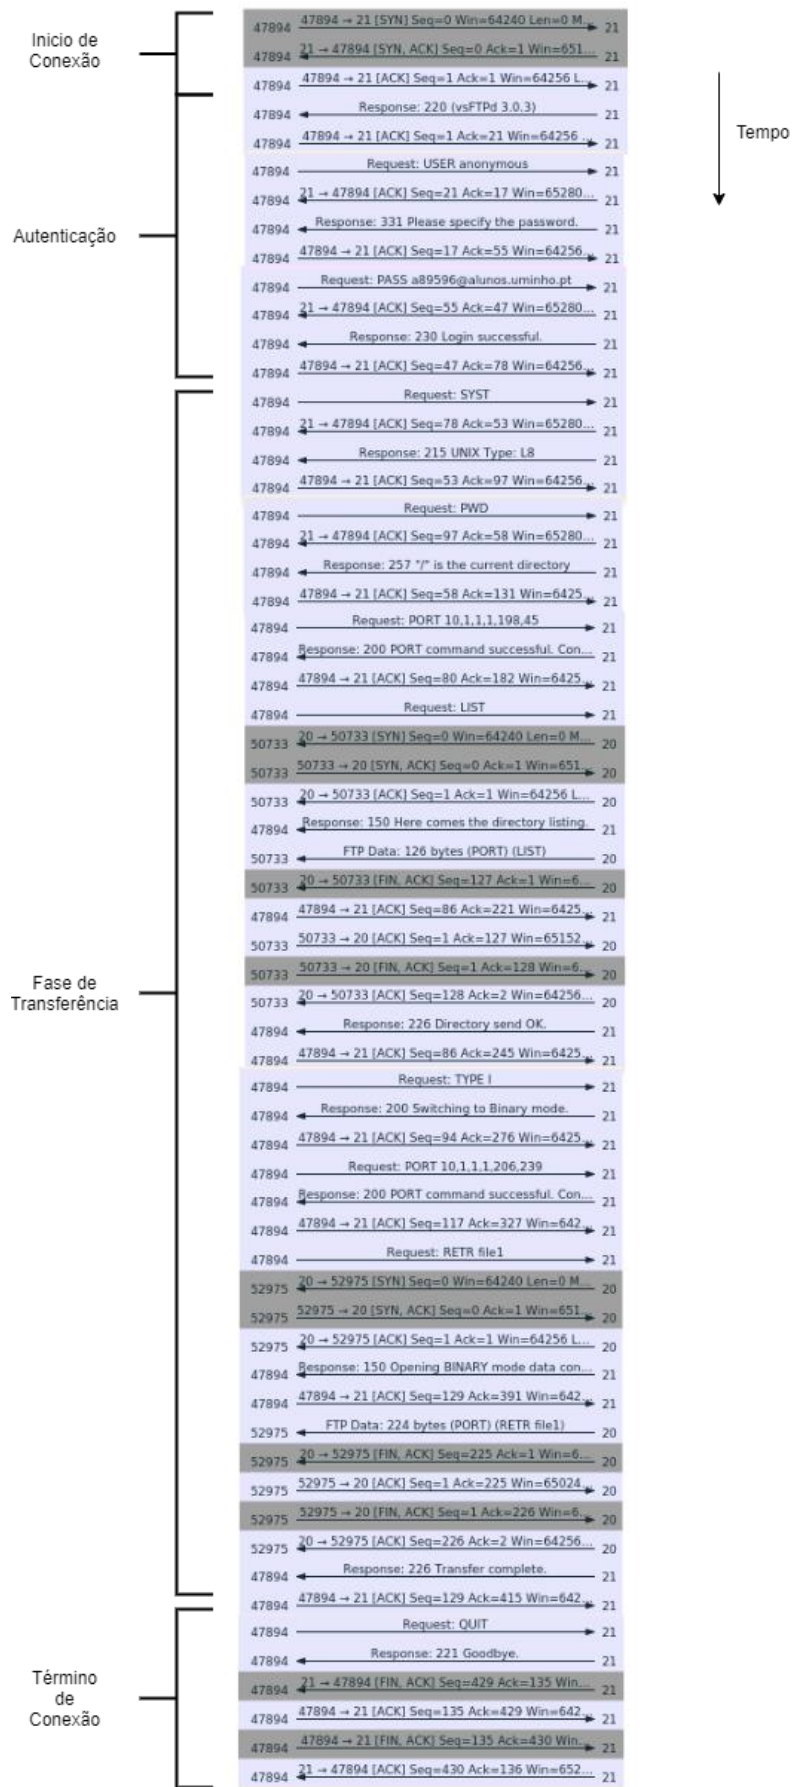 Inicio de
Conexão
47894 47894 → 21 [SYN] Seq=0 Win=64240 Len=0 M... 21
47894 21 → 47894 [SYN, ACK] Seq=0 Ack=1 Win=651... 21
47894 47894 → 21 [ACK] Seq=1 Ack=1 Win=64256 L... 21
Tempo
Autenticação
47894 Response: 220 (vsFTPd 3.0.3) 21
47894 47894 → 21 [ACK] Seq=1 Ack=21 Win=64256 ... 21
47894 Request: USER anonymous 21
47894 21 → 47894 [ACK] Seq=21 Ack=17 Win=65280... 21
47894 Response: 331 Please specify the password. 21
47894 47894 → 21 [ACK] Seq=17 Ack=55 Win=64256... 21
47894 Request: PASS a89596@alunos.uminho.pt 21
47894 21 → 47894 [ACK] Seq=55 Ack=47 Win=65280... 21
47894 Response: 230 Login successful. 21
47894 47894 → 21 [ACK] Seq=47 Ack=78 Win=64256... 21
Fase de
Transferência
47894 Request: SYST 21
47894 21 → 47894 [ACK] Seq=78 Ack=53 Win=65280... 21
47894 Response: 215 UNIX Type: L8 21
47894 47894 → 21 [ACK] Seq=53 Ack=97 Win=64256... 21
47894 Request: PWD 21
47894 21 → 47894 [ACK] Seq=97 Ack=58 Win=65280... 21
47894 Response: 257 "/" is the current directory 21
47894 47894 → 21 [ACK] Seq=58 Ack=131 Win=6425... 21
47894 Request: PORT 10,1,1,1,198,45 21
47894 Response: 200 PORT command successful. Con... 21
47894 47894 → 21 [ACK] Seq=80 Ack=182 Win=6425... 21
47894 Request: LIST 21
50733 20 → 50733 [SYN] Seq=0 Win=64240 Len=0 M... 20
50733 50733 → 20 [SYN, ACK] Seq=0 Ack=1 Win=651... 20
50733 20 → 50733 [ACK] Seq=1 Ack=1 Win=64256 L... 20
47894 Response: 150 Here comes the directory listing. 21
50733 FTP Data: 126 bytes (PORT) (LIST) 20
50733 20 → 50733 [FIN, ACK] Seq=127 Ack=1 Win=6... 20
47894 47894 → 21 [ACK] Seq=86 Ack=221 Win=6425... 21
50733 50733 → 20 [ACK] Seq=1 Ack=127 Win=65152... 20
50733 50733 → 20 [FIN, ACK] Seq=1 Ack=128 Win=6... 20
50733 20 → 50733 [ACK] Seq=128 Ack=2 Win=64256... 20
47894 Response: 226 Directory send OK. 21
47894 47894 → 21 [ACK] Seq=86 Ack=245 Win=6425... 21
47894 Request: TYPE I 21
47894 Response: 200 Switching to Binary mode. 21
47894 47894 → 21 [ACK] Seq=94 Ack=276 Win=6425... 21
47894 Request: PORT 10,1,1,1,206,239 21
47894 Response: 200 PORT command successful. Con... 21
47894 47894 → 21 [ACK] Seq=117 Ack=327 Win=642... 21
47894 Request: RETR file1 21
52975 20 → 52975 [SYN] Seq=0 Win=64240 Len=0 M... 20
52975 52975 → 20 [SYN, ACK] Seq=0 Ack=1 Win=651... 20
52975 20 → 52975 [ACK] Seq=1 Ack=1 Win=64256 L... 20
47894 Response: 150 Opening BINARY mode data con... 21
47894 47894 → 21 [ACK] Seq=129 Ack=391 Win=642... 21
52975 FTP Data: 224 bytes (PORT) (RETR file1) 20
52975 20 → 52975 [FIN, ACK] Seq=225 Ack=1 Win=6... 20
52975 52975 → 20 [ACK] Seq=1 Ack=225 Win=65024... 20
52975 52975 → 20 [FIN, ACK] Seq=1 Ack=226 Win=6... 20
52975 20 → 52975 [ACK] Seq=226 Ack=2 Win=64256... 20
47894 Response: 226 Transfer complete. 21
47894 47894 → 21 [ACK] Seq=129 Ack=415 Win=642... 21
Término
de
Conexão
47894 Request: QUIT 21
47894 Response: 221 Goodbye. 21
47894 21 → 47894 [FIN, ACK] Seq=429 Ack=135 Win... 21
47894 47894 → 21 [ACK] Seq=135 Ack=429 Win=642... 21
47894 47894 → 21 [FIN, ACK] Seq=135 Ack=430 Win... 21
47894 21 → 47894 [ACK] Seq=430 Ack=136 Win=652... 21